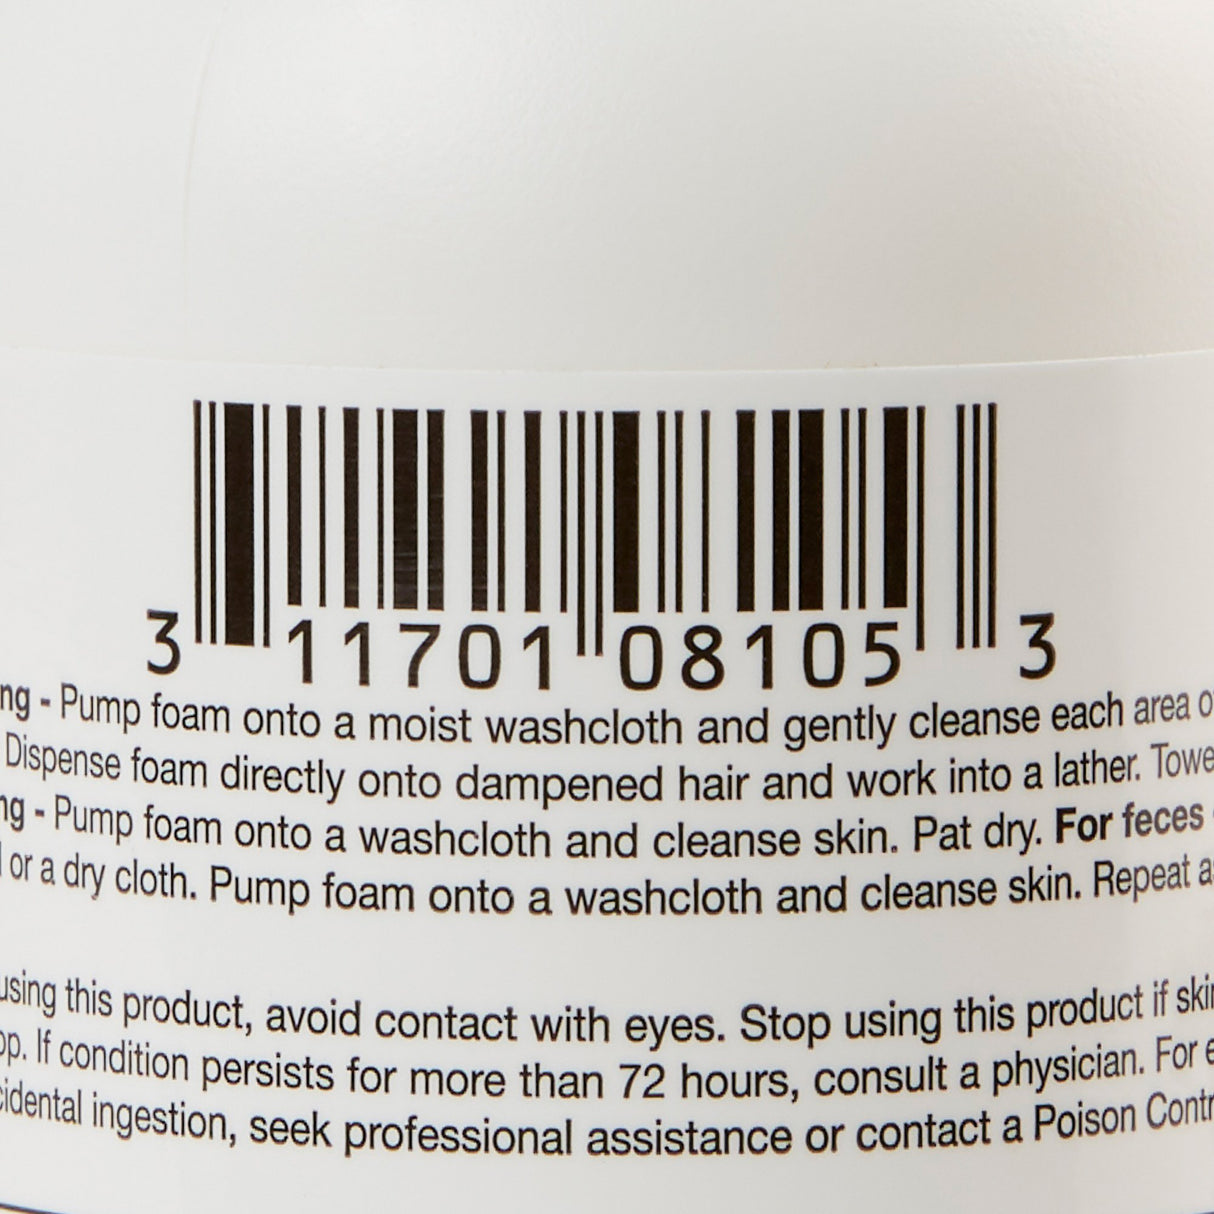 3 11701 08105 3
ng - Pump foam onto a moist washcloth and gently cleanse each area o
Dispense foam directly onto dampened hair and work into a lather. Towe
ng - Pump foam onto a washcloth and cleanse skin. Pat dry. For feces
or a dry cloth. Pump foam onto a washcloth and cleanse skin. Repeat a
using this product, avoid contact with eyes. Stop using this product if skin
op. If condition persists for more than 72 hours, consult a physician. For e
cidental ingestion, seek professional assistance or contact a Poison Contr